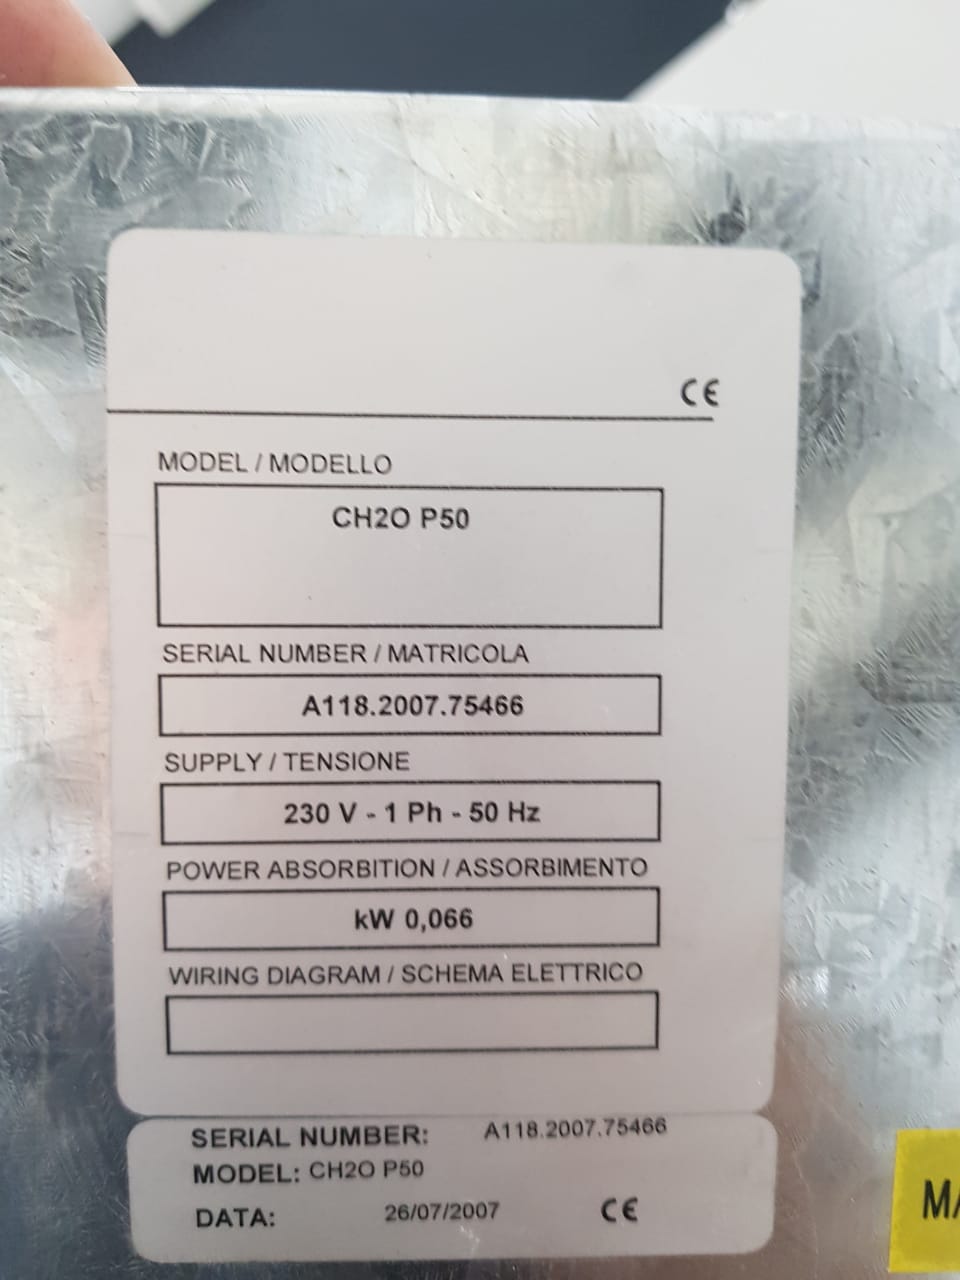 CE
MODEL / MODELLO
CH2O P50
SERIAL NUMBER / MATRICOLA
A118.2007.75466
SUPPLY / TENSIONE
230 V - 1 Ph - 50 Hz
POWER ABSORBITION / ASSORBIMENTO
kW 0,066
WIRING DIAGRAM / SCHEMA ELETTRICO
SERIAL NUMBER: A118.2007.75466
MODEL: CH2O P50
DATA: 26/07/2007 CE